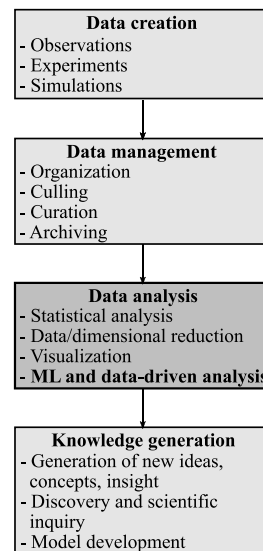 Data creation
- Observations
- Experiments
- Simulations
Data management
- Organization
- Culling
- Curation
- Archiving
Data analysis
- Statistical analysis
- Data/dimensional reduction
- Visualization
- ML and data-driven analysis
Knowledge generation
- Generation of new ideas,
concepts, insight
- Discovery and scientific
inquiry
- Model development